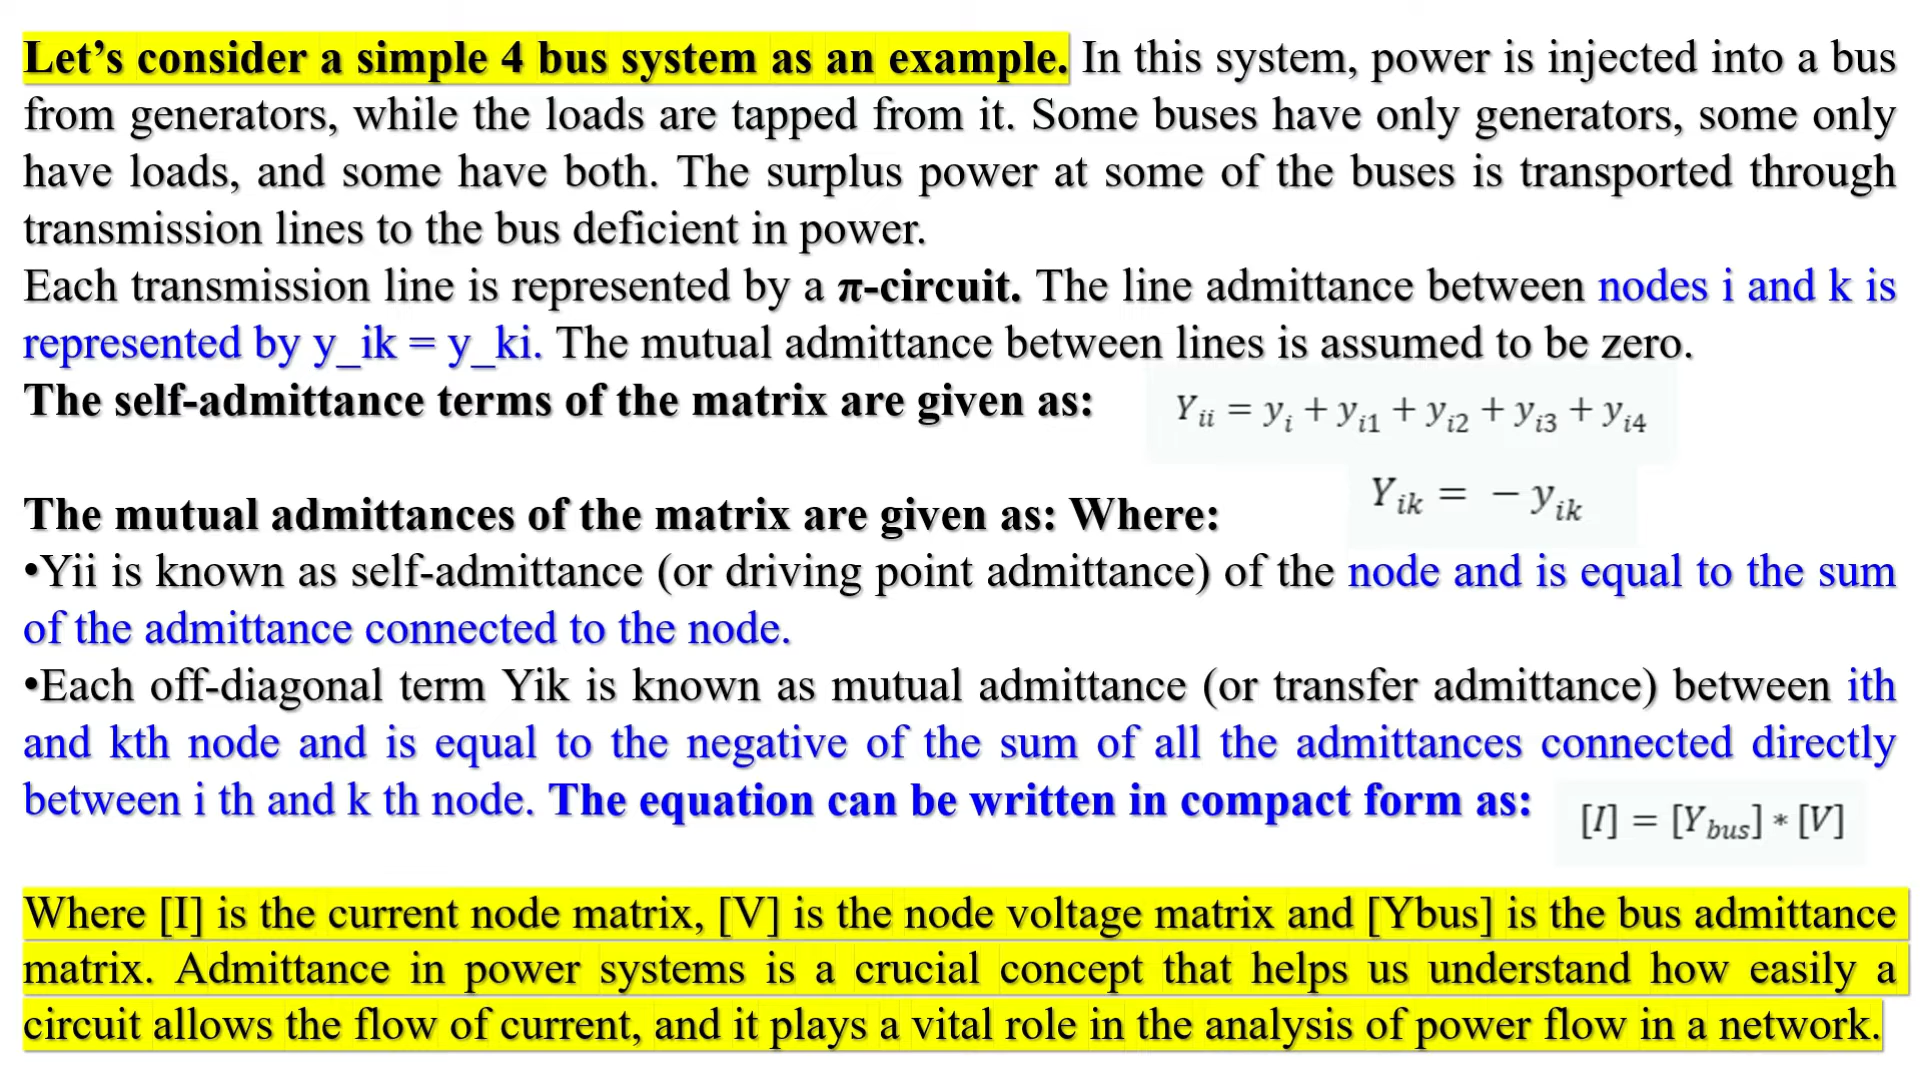 Let’s consider a simple 4 bus system as an example. In this system, power is injected into a bus
from generators, while the loads are tapped from it. Some buses have only generators, some only
have loads, and some have both. The surplus power at some of the buses is transported through
transmission lines to the bus deficient in power.
Each transmission line is represented by a π-circuit. The line admittance between nodes i and k is
represented by y_ik = y_ki. The mutual admittance between lines is assumed to be zero.
The self-admittance terms of the matrix are given as: Y_ii = y_i + y_i1 + y_i2 + y_i3 + y_i4
The mutual admittances of the matrix are given as: Where: Y_ik = − y_ik
•Yii is known as self-admittance (or driving point admittance) of the node and is equal to the sum
of the admittance connected to the node.
•Each off-diagonal term Yik is known as mutual admittance (or transfer admittance) between ith
and kth node and is equal to the negative of the sum of all the admittances connected directly
between i th and k th node. The equation can be written in compact form as: [I] = [Y_bus] * [V]
Where [I] is the current node matrix, [V] is the node voltage matrix and [Ybus] is the bus admittance
matrix. Admittance in power systems is a crucial concept that helps us understand how easily a
circuit allows the flow of current, and it plays a vital role in the analysis of power flow in a network.